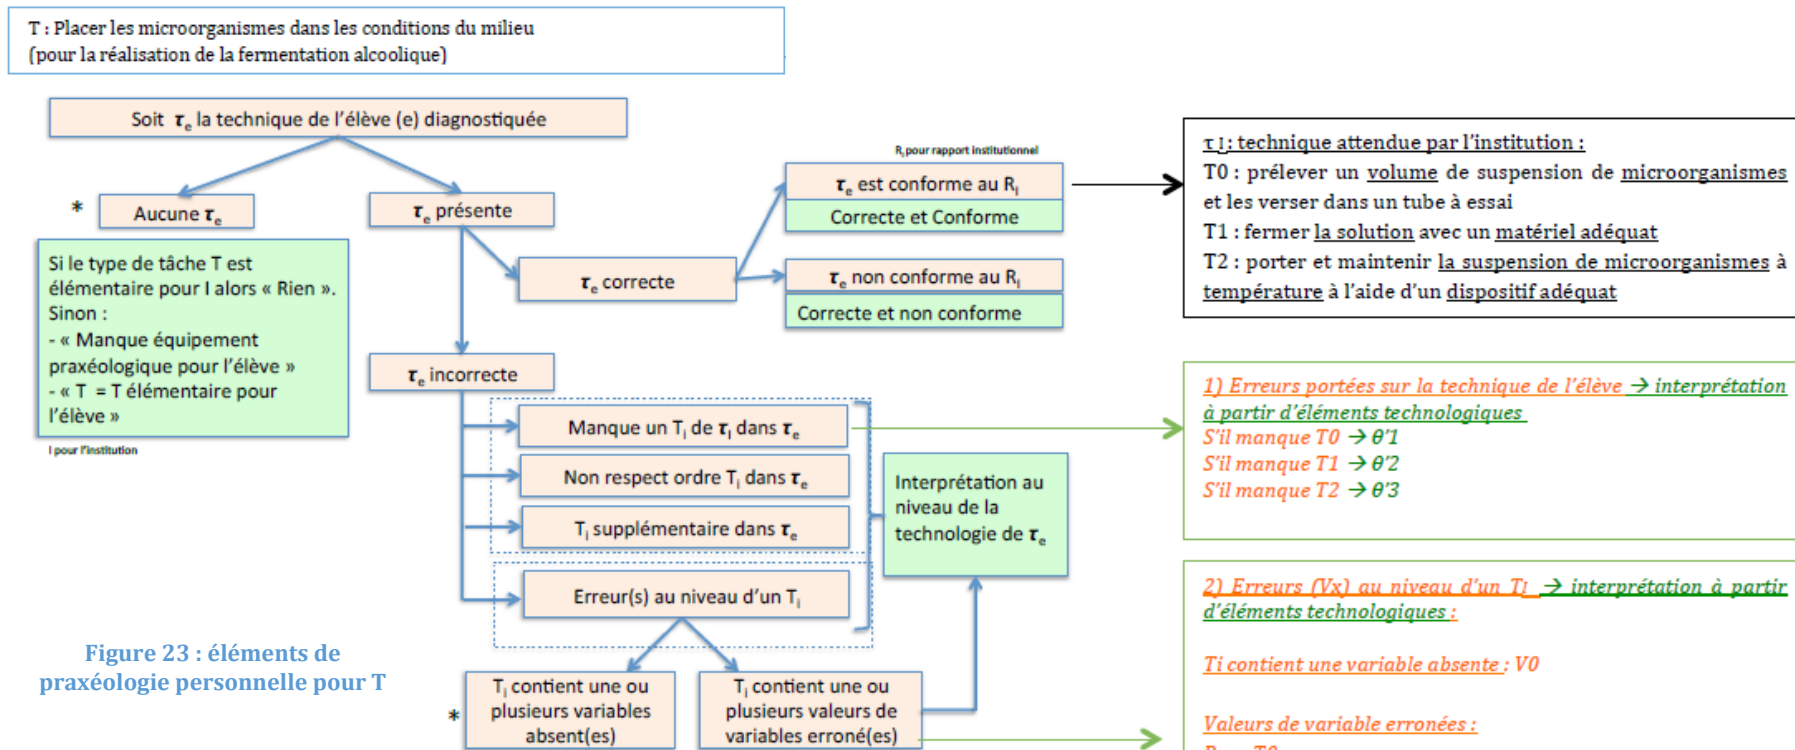 T : Placer les microorganismes dans les conditions du milieu
(pour la réalisation de la fermentation alcoolique)
Soit τe la technique de l'élève (e) diagnostiquée
* Aucune τe
τe présente
Si le type de tâche T est
élémentaire pour I alors « Rien ».
Sinon :
- « Manque équipement
praxéologique pour l'élève »
- « T = T élémentaire pour
l'élève »
I pour l'institution
RI pour rapport institutionnel
τe est conforme au RI
Correcte et Conforme
τe correcte
τe non conforme au RI
Correcte et non conforme
τe incorrecte
Manque un Ti de τI dans τe
Non respect ordre Ti dans τe
Ti supplémentaire dans τe
Erreur(s) au niveau d'un Ti
Interprétation au
niveau de la
technologie de τe
* Ti contient une ou
plusieurs variables
absent(es)
Ti contient une ou
plusieurs valeurs de
variables erroné(es)
τ I : technique attendue par l'institution :
T0 : prélever un volume de suspension de microorganismes
et les verser dans un tube à essai
T1 : fermer la solution avec un matériel adéquat
T2 : porter et maintenir la suspension de microorganismes à
température à l'aide d'un dispositif adéquat
1) Erreurs portées sur la technique de l'élève → interprétation
à partir d'éléments technologiques
S'il manque T0 → θ'1
S'il manque T1 → θ'2
S'il manque T2 → θ'3
2) Erreurs (Vx) au niveau d'un TI → interprétation à partir
d'éléments technologiques :
Ti contient une variable absente : V0
Valeurs de variable erronées :
Figure 23 : éléments de
praxéologie personnelle pour T